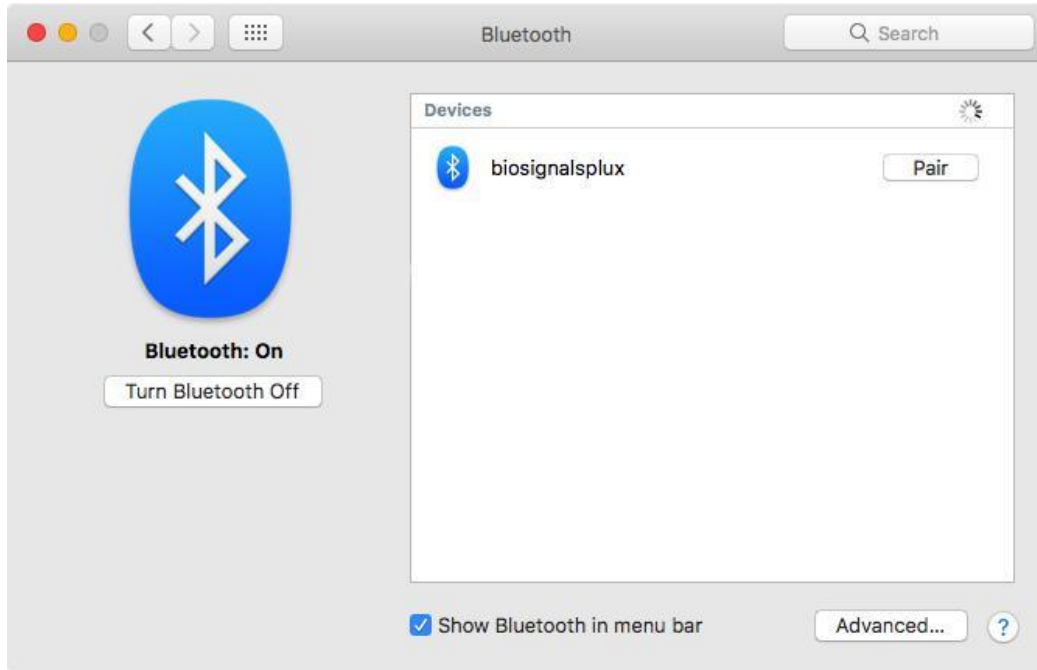 Bluetooth
Search
Devices
biosignalsplux
Pair
Bluetooth: On
Turn Bluetooth Off
Show Bluetooth in menu bar
Advanced...
?